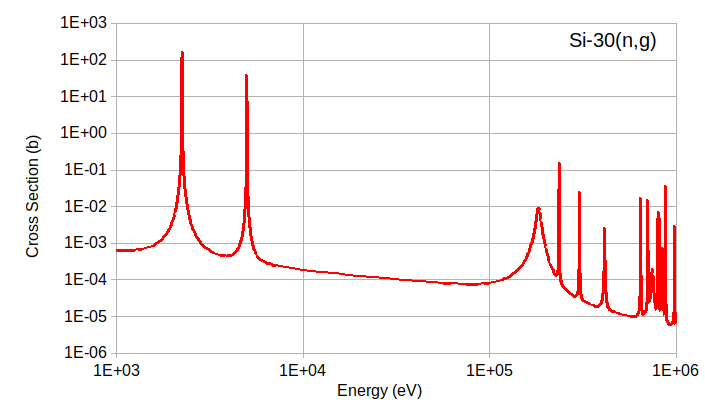 Si-30(n,g)
Cross Section (b)
1E+03
1E+02
1E+01
1E+00
1E-01
1E-02
1E-03
1E-04
1E-05
1E-06
1E+03 1E+04 1E+05 1E+06
Energy (eV)